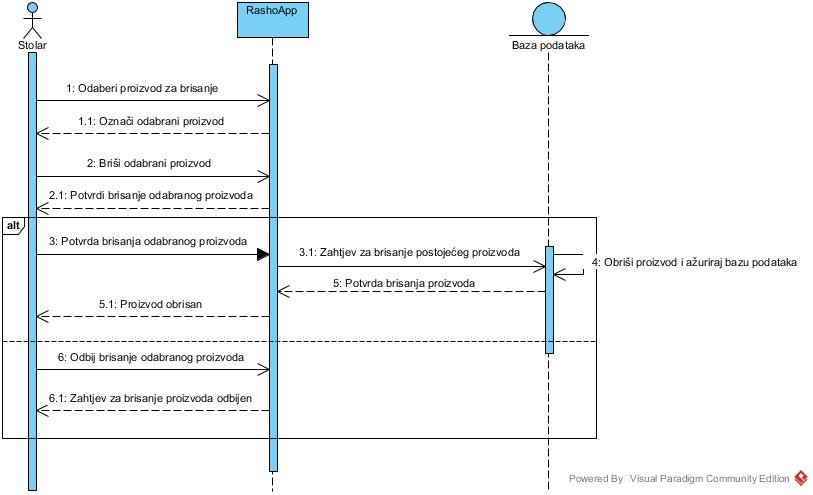 RashoApp
Stolar
Baza podataka
1: Odaberi proizvod za brisanje
1.1: Označi odabrani proizvod
2: Briši odabrani proizvod
2.1: Potvrdi brisanje odabranog proizvoda
alt
3: Potvrda brisanja odabranog proizvoda
3.1: Zahtjev za brisanje postojećeg proizvoda
4: Obriši proizvod i ažuriraj bazu podataka
5: Potvrda brisanja proizvoda
5.1: Proizvod obrisan
6: Odbij brisanje odabranog proizvoda
6.1: Zahtjev za brisanje proizvoda odbijen
Powered By Visual Paradigm Community Edition